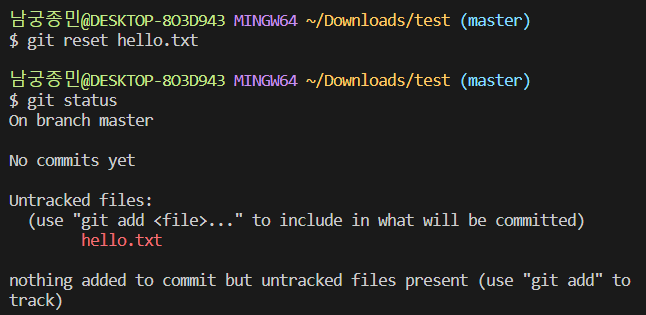 남궁종민@DESKTOP-8O3D943 MINGW64 ~/Downloads/test (master)
$ git reset hello.txt
남궁종민@DESKTOP-8O3D943 MINGW64 ~/Downloads/test (master)
$ git status
On branch master
No commits yet
Untracked files:
(use "git add <file>..." to include in what will be committed)
hello.txt
nothing added to commit but untracked files present (use "git add" to
track)